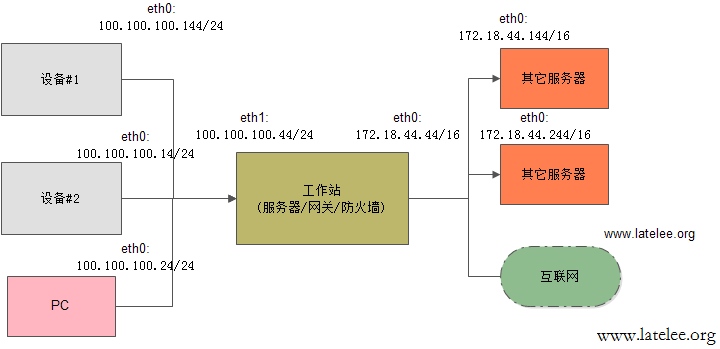 eth0:
100.100.100.144/24
设备#1
eth0:
100.100.100.14/24
设备#2
eth0:
100.100.100.24/24
PC
eth1:
100.100.100.44/24
eth0:
172.18.44.44/16
工作站
(服务器/网关/防火墙)
eth0:
172.18.44.144/16
其它服务器
eth0:
172.18.44.244/16
其它服务器
www.latelee.org
互联网
www.latelee.org